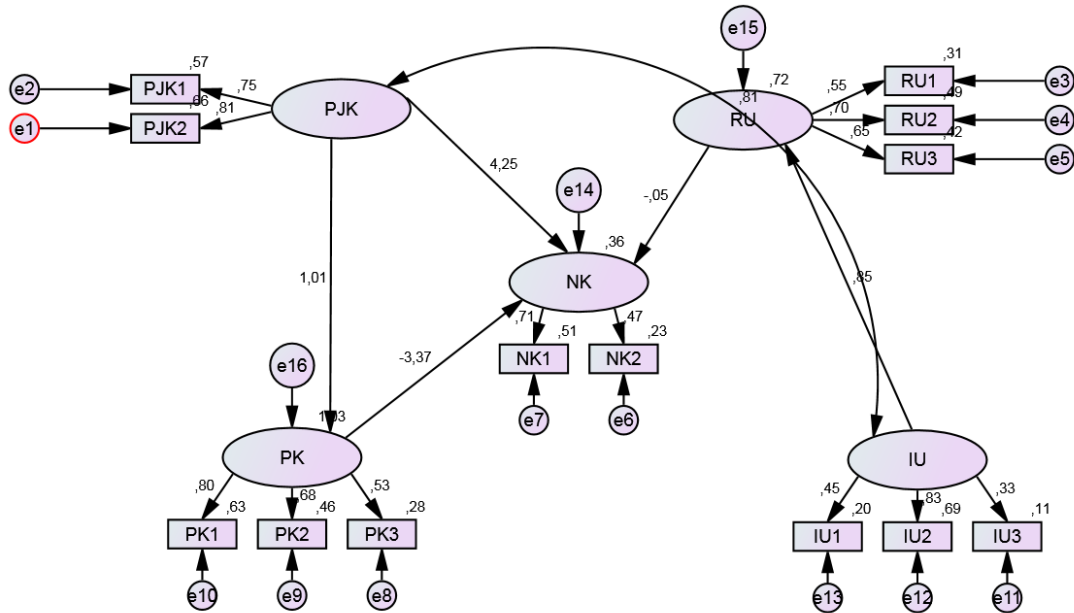 e15
,57
,72
,31
e2
PJK1
,75
PJK
,81
RU
,55
RU1
e3
,66
,49
e1
PJK2
,81
,70
RU2
e4
,42
,65
RU3
e5
4,25
e14
-,05
,36
NK
1,01
,85
,71
,51
,47
,23
NK1
NK2
-3,37
e16
e7
e6
1,03
PK
IU
,80
,63
,68
,46
,53
,28
,45
,20
,83
,69
,33
,11
PK1
PK2
PK3
IU1
IU2
IU3
e10
e9
e8
e13
e12
e11